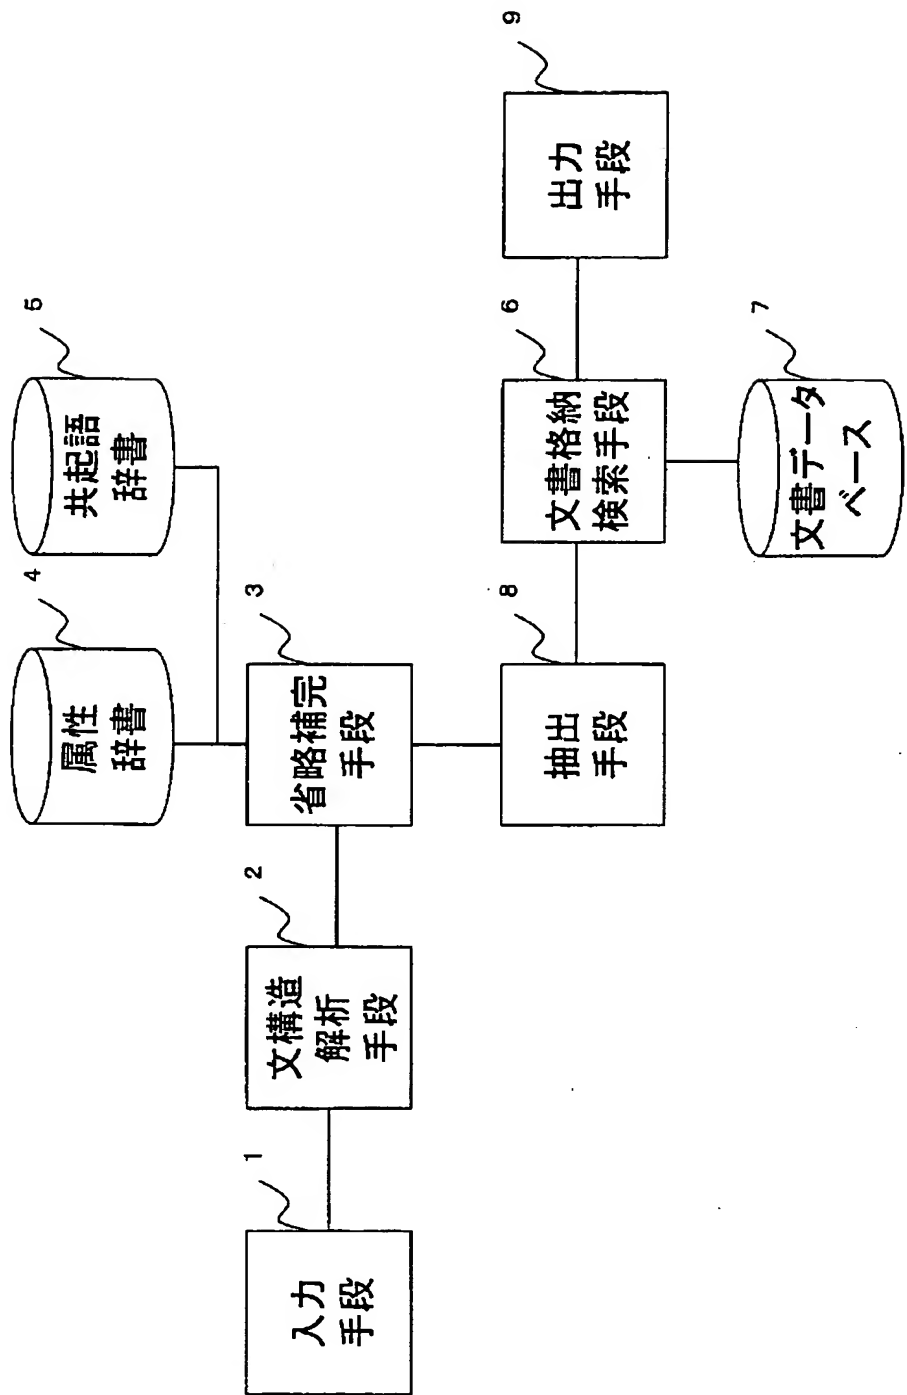 1
入力
手段
2
文構造
解析
手段
3
省略補完
手段
4
属性
辞書
5
共起語
辞書
8
抽出
手段
6
文書格納
検索手段
7
文書データ
ベース
9
出力
手段